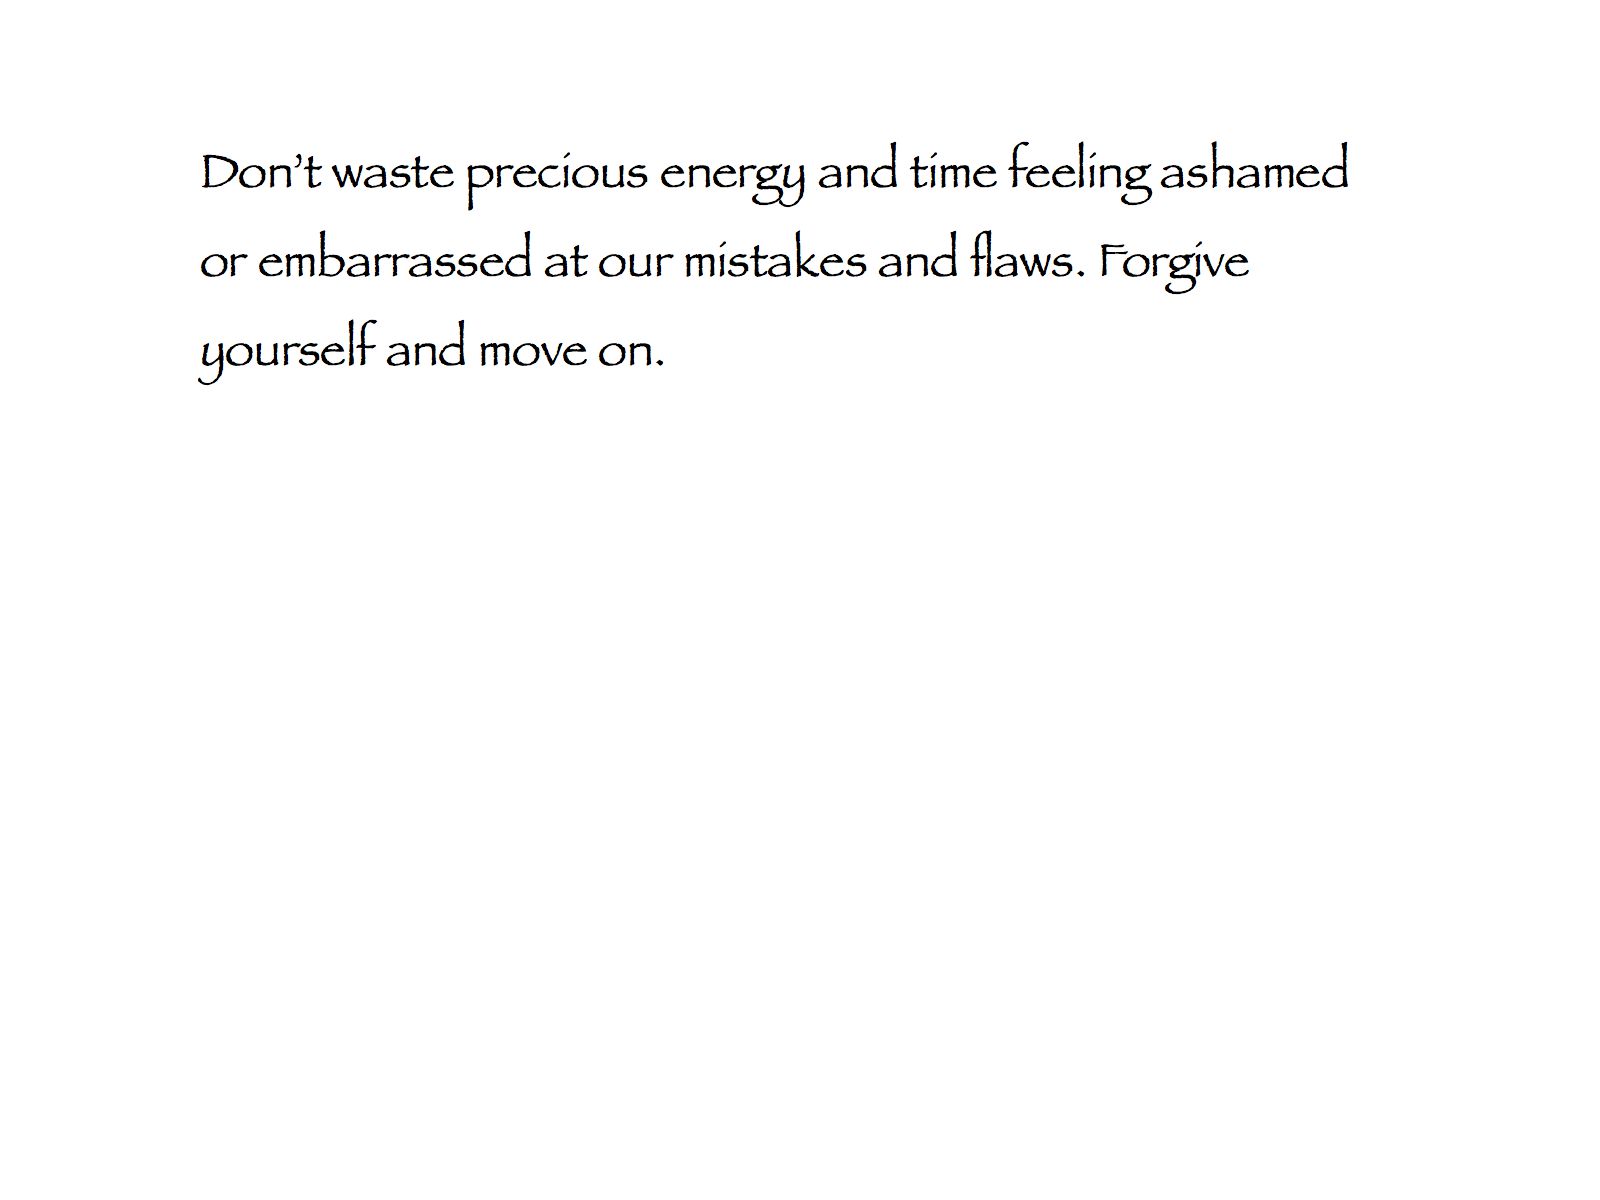 Don’t waste precious energy and time feeling ashamed
or embarrassed at our mistakes and flaws. Forgive
yourself and move on.